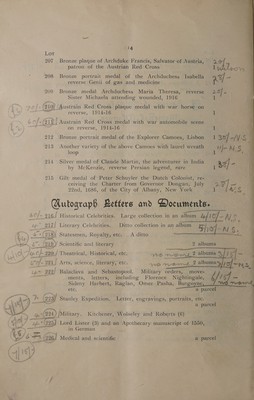 14
Lot
207 Bronze plaque of Archduke Francis, Salvator of Austria,
patron of the Austrian Red Cross 1
208 Bronze portrait medal of the Archduchess Isabella
reverse Genii of gas and medicine 1
209 Bronze medal Archduchess Maria Theresa, reverse
Sister Michaela attending wounded, 1916 1
210 Austrian Red Cross plaque medal with war burst on
reverse, 1914-16 1
211 Austrian Red Cross medal with automobile scene
on reverse, 1914-16 1
212 Bronze portrait medal of the Explorer Camoes, Lisbon 1
213 Another variety of the above Camoes with laurel wreath
loop 1
214 Silver medal of Claude Martin, the adventurer in India
by McKenzie, reverse Persian legend, rare 1
215 Gilt medal of Peter Schuyler the Dutch Colonist, re-
ceiving the Charter from Governor Dongan, July
22nd, 1686, of the City of Albany, New York 1
Autograph Letters and Documents.
216 Historical Celebrities. Large collection in an album
217 Literary Celebrities. Ditto collection in an album
218 Statesmen, Royalty, etc. A ditto
219 Scientific and literary 2 albums
220 Theatrical, Historical, etc. 2 albums
221 Arts, science, literary, etc. 2 albums
222 Balaclava and Sebastopol. Military orders, move-
ments, letters, including Florence Nightingale,
Sidney Herbert, Raglan, Omar Pasha, Burgoyne,
etc. a parcel
223 Stanley Expedition. Letter, engravings, portraits, etc.
a parcel
224 Military. Kitchener, Wolseley and Roberts (6)
225 Lord Lister (3) and an Apothecary manuscript of 1550,
in German
226 Medical and scientific a parcel